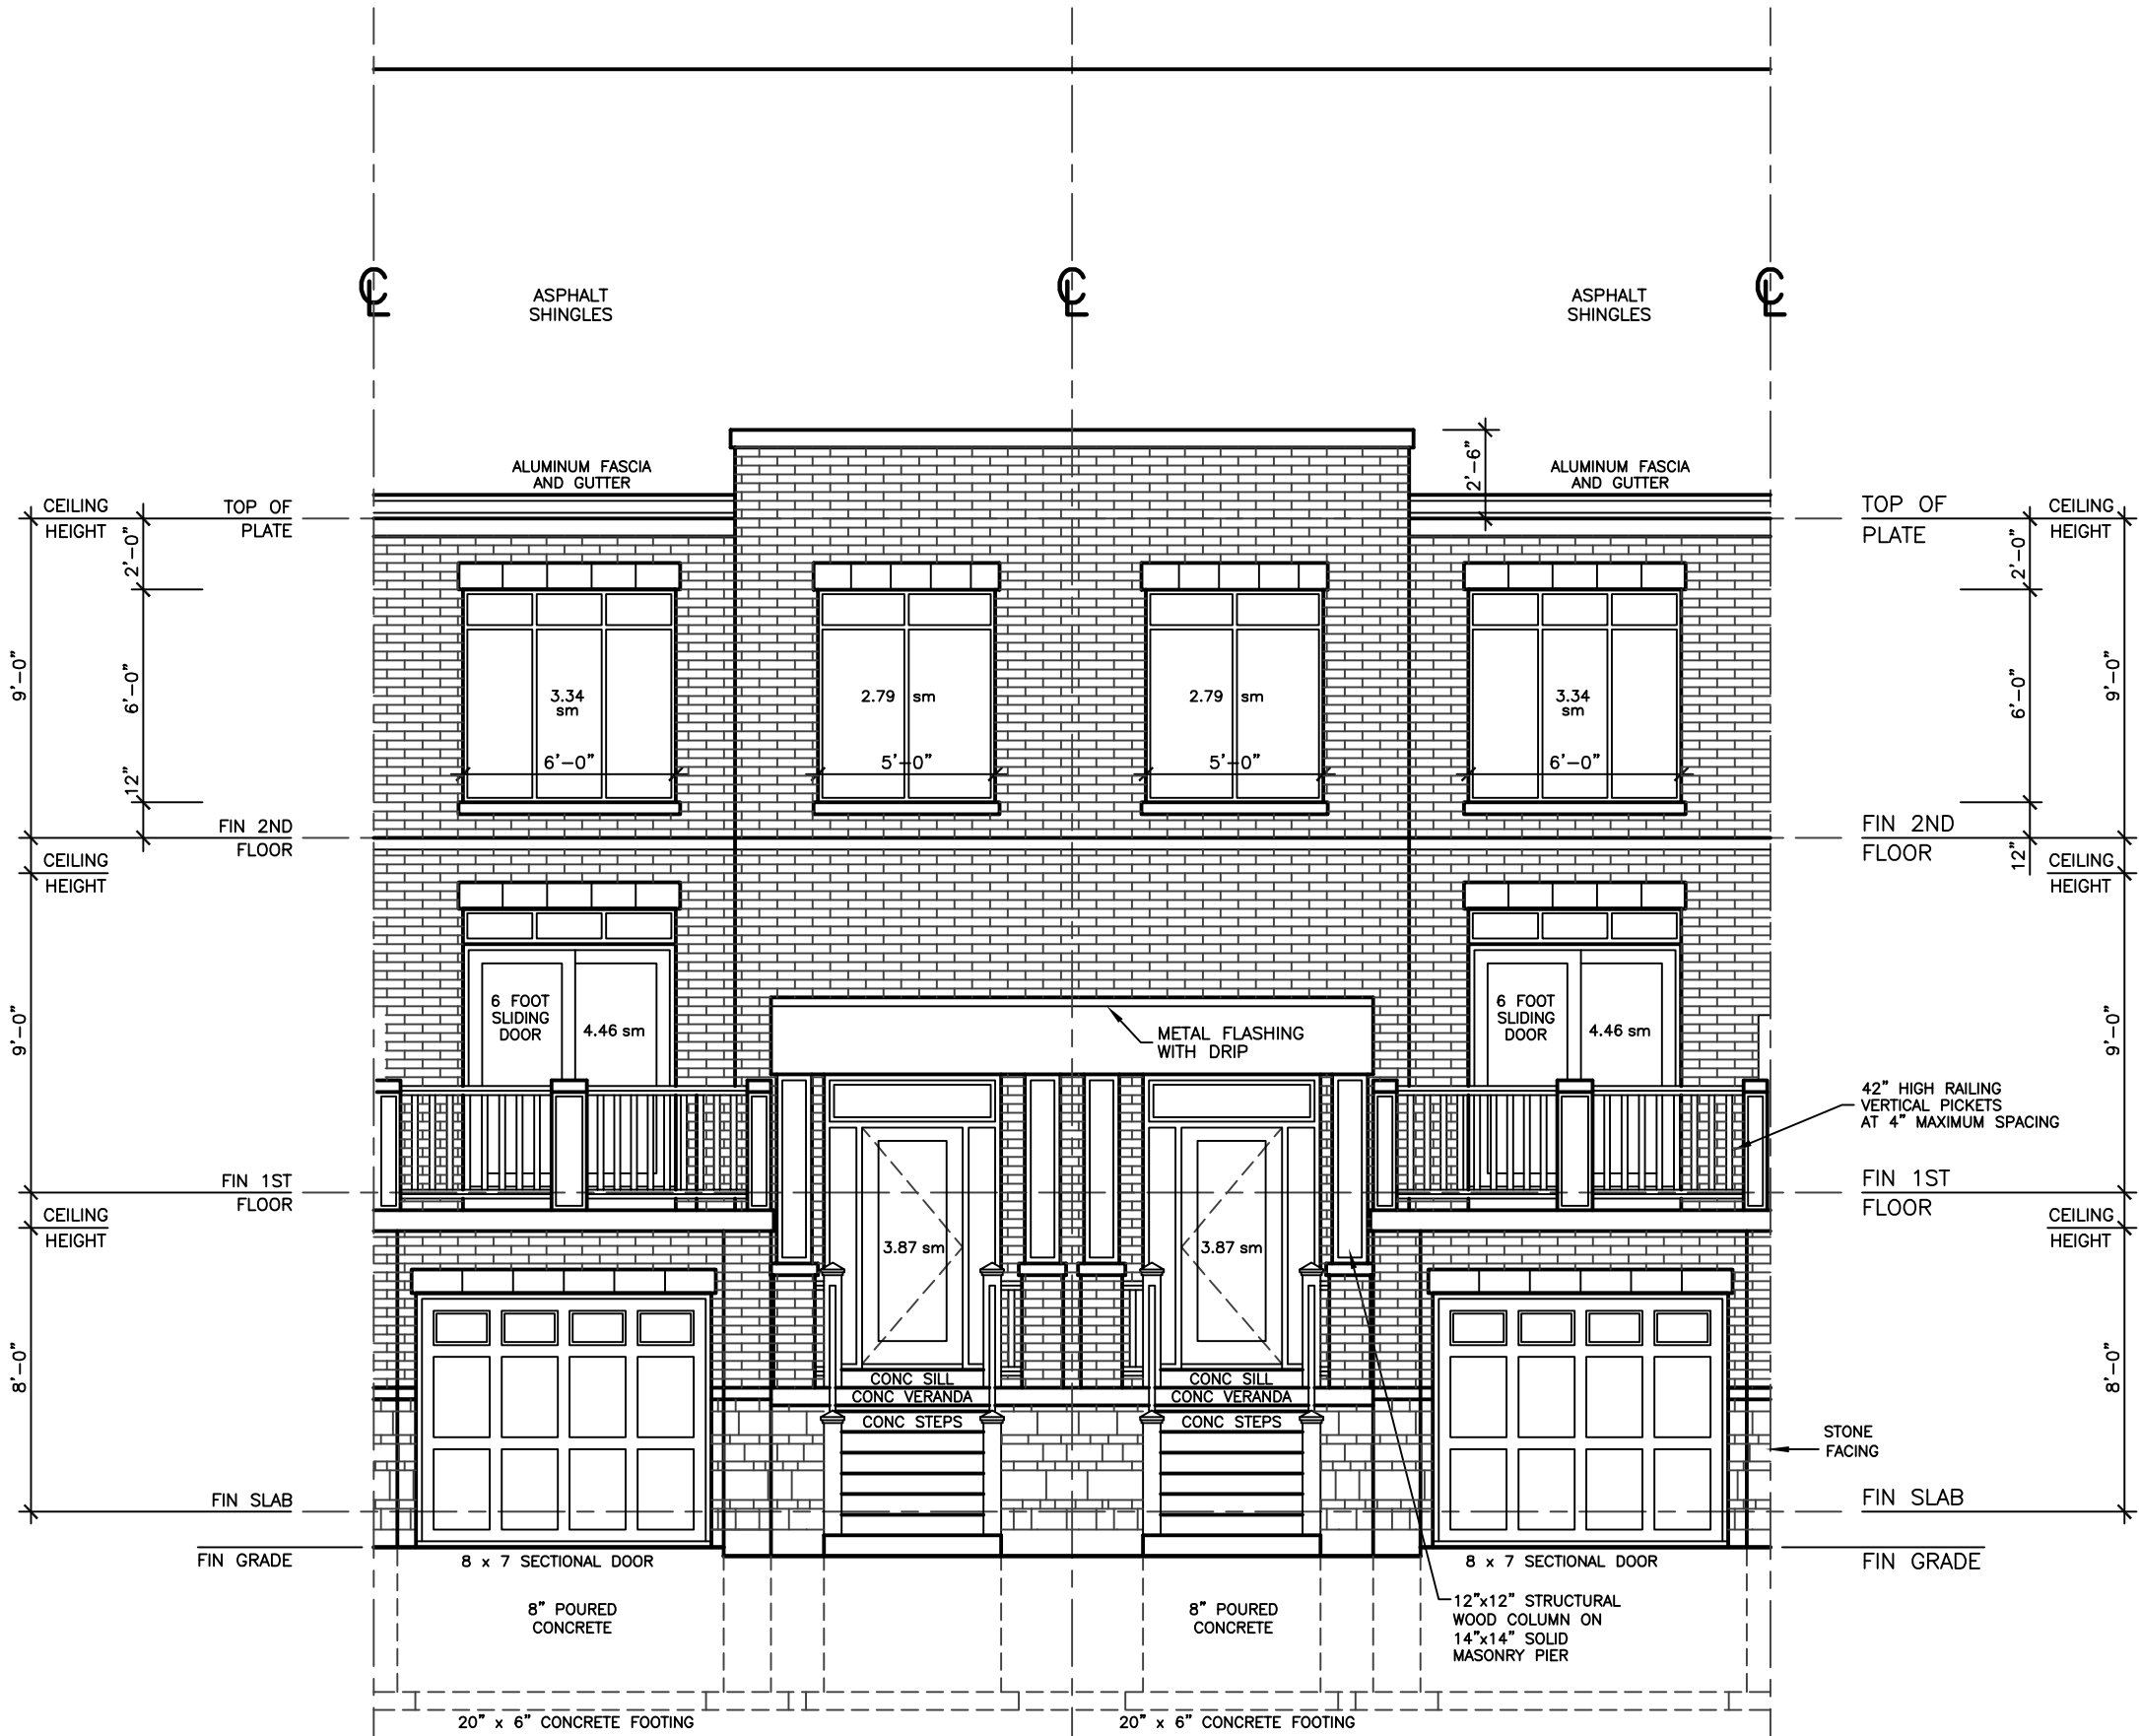 ℄
℄
℄
ASPHALT
SHINGLES
ASPHALT
SHINGLES
2'-6"
ALUMINUM FASCIA
AND GUTTER
ALUMINUM FASCIA
AND GUTTER
CEILING
HEIGHT
TOP OF
PLATE
TOP OF
PLATE
CEILING
HEIGHT
2'-0"
2'-0"
9'-0"
6'-0"
12"
3.34
sm
6'-0"
2.79 sm
5'-0"
2.79 sm
5'-0"
3.34
sm
6'-0"
6'-0"
9'-0"
12"
FIN 2ND
FLOOR
FIN 2ND
FLOOR
CEILING
HEIGHT
CEILING
HEIGHT
9'-0"
6 FOOT
SLIDING
DOOR
4.46 sm
METAL FLASHING
WITH DRIP
6 FOOT
SLIDING
DOOR
4.46 sm
9'-0"
42" HIGH RAILING
VERTICAL PICKETS
AT 4" MAXIMUM SPACING
FIN 1ST
FLOOR
FIN 1ST
FLOOR
CEILING
HEIGHT
CEILING
HEIGHT
3.87 sm
3.87 sm
8'-0"
8'-0"
CONC SILL
CONC VERANDA
CONC STEPS
CONC SILL
CONC VERANDA
CONC STEPS
STONE
FACING
FIN SLAB
FIN SLAB
FIN GRADE
FIN GRADE
8 x 7 SECTIONAL DOOR
8 x 7 SECTIONAL DOOR
8" POURED
CONCRETE
8" POURED
CONCRETE
12"x12" STRUCTURAL
WOOD COLUMN ON
14"x14" SOLID
MASONRY PIER
20" x 6" CONCRETE FOOTING
20" x 6" CONCRETE FOOTING